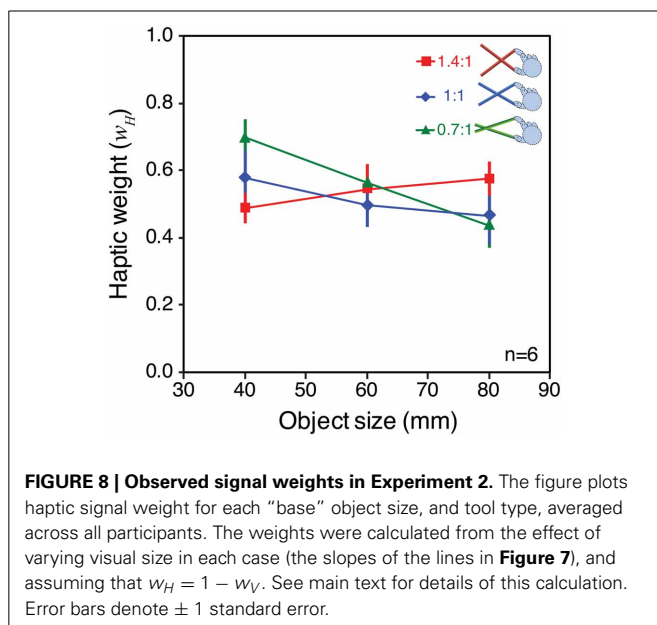 1.0
0.8
0.6
0.4
0.2
0.0
Haptic weight (w_H)
1.4:1
1:1
0.7:1
n=6
30 40 50 60 70 80 90
Object size (mm)
FIGURE 8 | Observed signal weights in Experiment 2. The figure plots
haptic signal weight for each “base” object size, and tool type, averaged
across all participants. The weights were calculated from the effect of
varying visual size in each case (the slopes of the lines in Figure 7), and
assuming that w_H = 1 − w_V. See main text for details of this calculation.
Error bars denote ± 1 standard error.